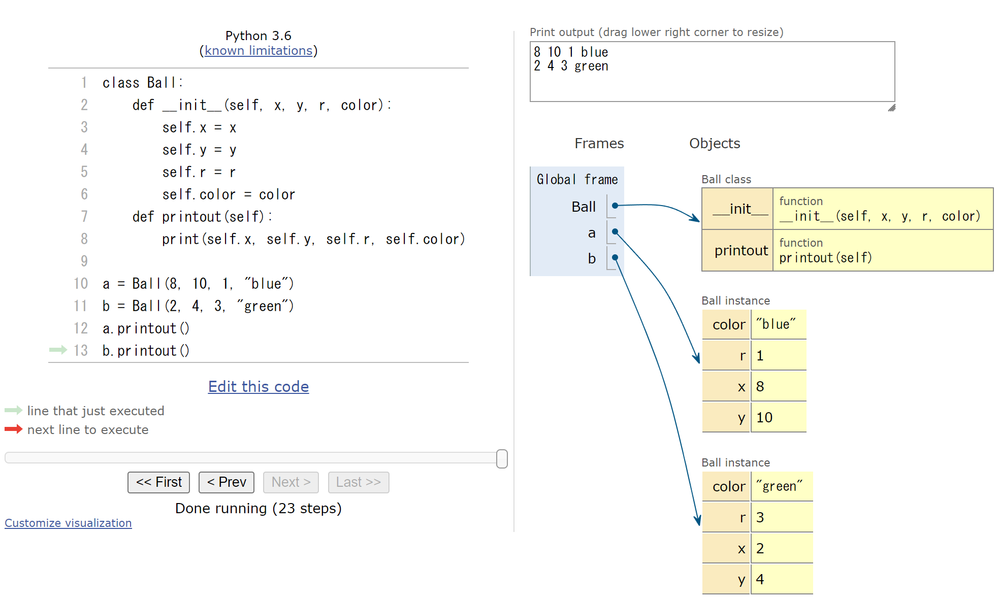 Python 3.6
(known limitations)
1 class Ball:
2     def __init__(self, x, y, r, color):
3         self.x = x
4         self.y = y
5         self.r = r
6         self.color = color
7     def printout(self):
8         print(self.x, self.y, self.r, self.color)
9
10 a = Ball(8, 10, 1, "blue")
11 b = Ball(2, 4, 3, "green")
12 a.printout()
13 b.printout()
Edit this code
line that just executed
next line to execute
<< First < Prev Next > Last >>
Done running (23 steps)
Customize visualization
Print output (drag lower right corner to resize)
8 10 1 blue
2 4 3 green
Frames Objects
Global frame
Ball
a
b
Ball class
__init__ function
__init__(self, x, y, r, color)
printout function
printout(self)
Ball instance
color "blue"
r 1
x 8
y 10
Ball instance
color "green"
r 3
x 2
y 4